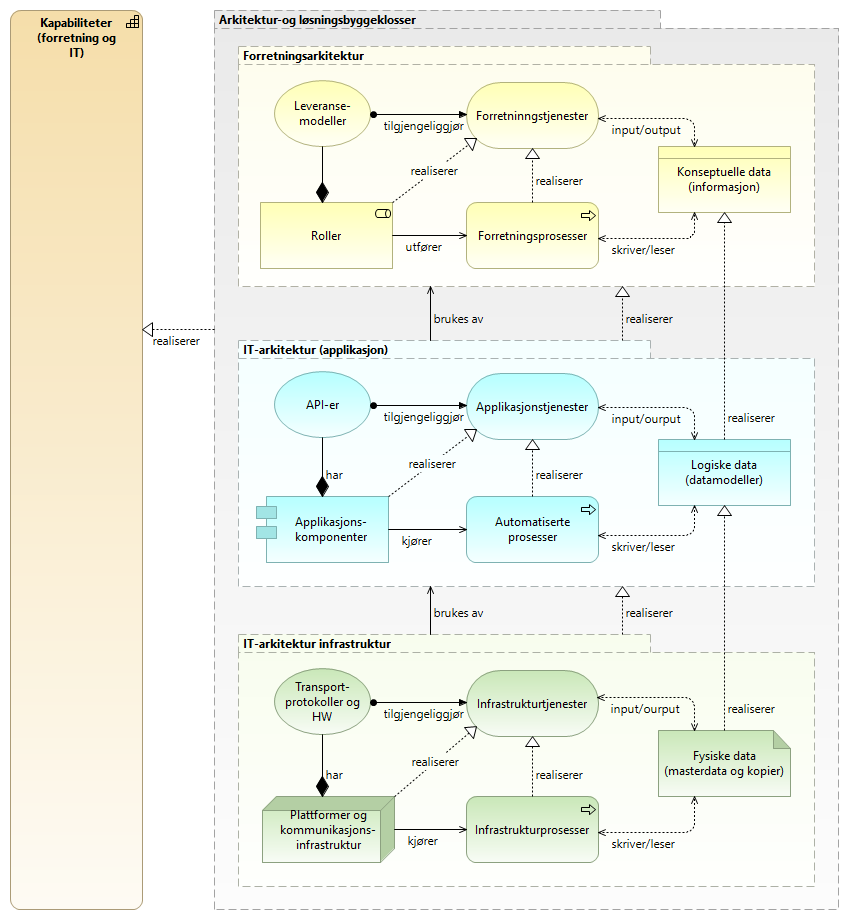 Kapabiliteter
(forretning og
IT)
Arkitektur-og løsningsbyggeklosser
Forretningsarkitektur
Leveranse-
modeller
tilgjengeliggjør
Forretninngstjenester
input/output
realiserer
realiserer
Konseptuelle data
(informasjon)
Roller
utfører
Forretningsprosesser
skriver/leser
brukes av
realiserer
realiserer
IT-arkitektur (applikasjon)
API-er
tilgjengeliggjør
Applikasjonstjenester
input/ourput
realiserer
realiserer
realiserer
har
Logiske data
(datamodeller)
Applikasjons-
komponenter
kjører
Automatiserte
prosesser
skriver/leser
brukes av
realiserer
IT-arkitektur infrastruktur
Transport-
protokoller og
HW
tilgjengeliggjør
Infrastrukturtjenester
input/ourput
realiserer
realiserer
realiserer
har
Fysiske data
(masterdata og kopier)
Plattformer og
kommunikasjons-
infrastruktur
kjører
Infrastrukturprosesser
skriver/leser